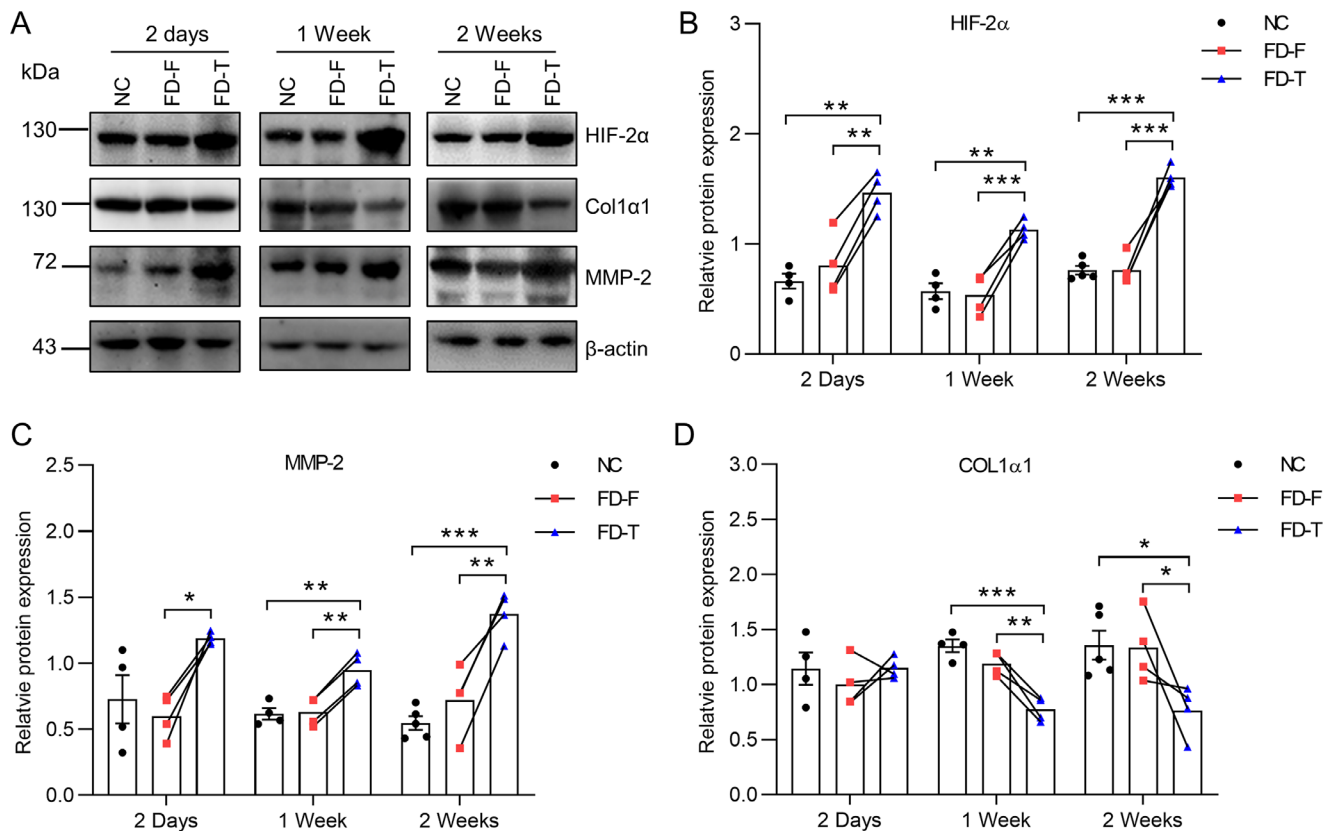 A
2 days
1 Week
2 Weeks
kDa
NC
FD-F
FD-T
NC
FD-F
FD-T
NC
FD-F
FD-T
130
HIF-2α
130
Col1α1
72
MMP-2
43
β-actin
B
HIF-2α
NC
FD-F
FD-T
Relatvie protein expression
3
2
1
0
**
**
**
***
***
***
2 Days
1 Week
2 Weeks
C
MMP-2
NC
FD-F
FD-T
Relatvie protein expression
2.5
2.0
1.5
1.0
0.5
0.0
*
**
**
***
**
2 Days
1 Week
2 Weeks
D
COL1α1
NC
FD-F
FD-T
Relatvie protein expression
3.0
2.5
2.0
1.5
1.0
0.5
0.0
***
**
*
*
2 Days
1 Week
2 Weeks